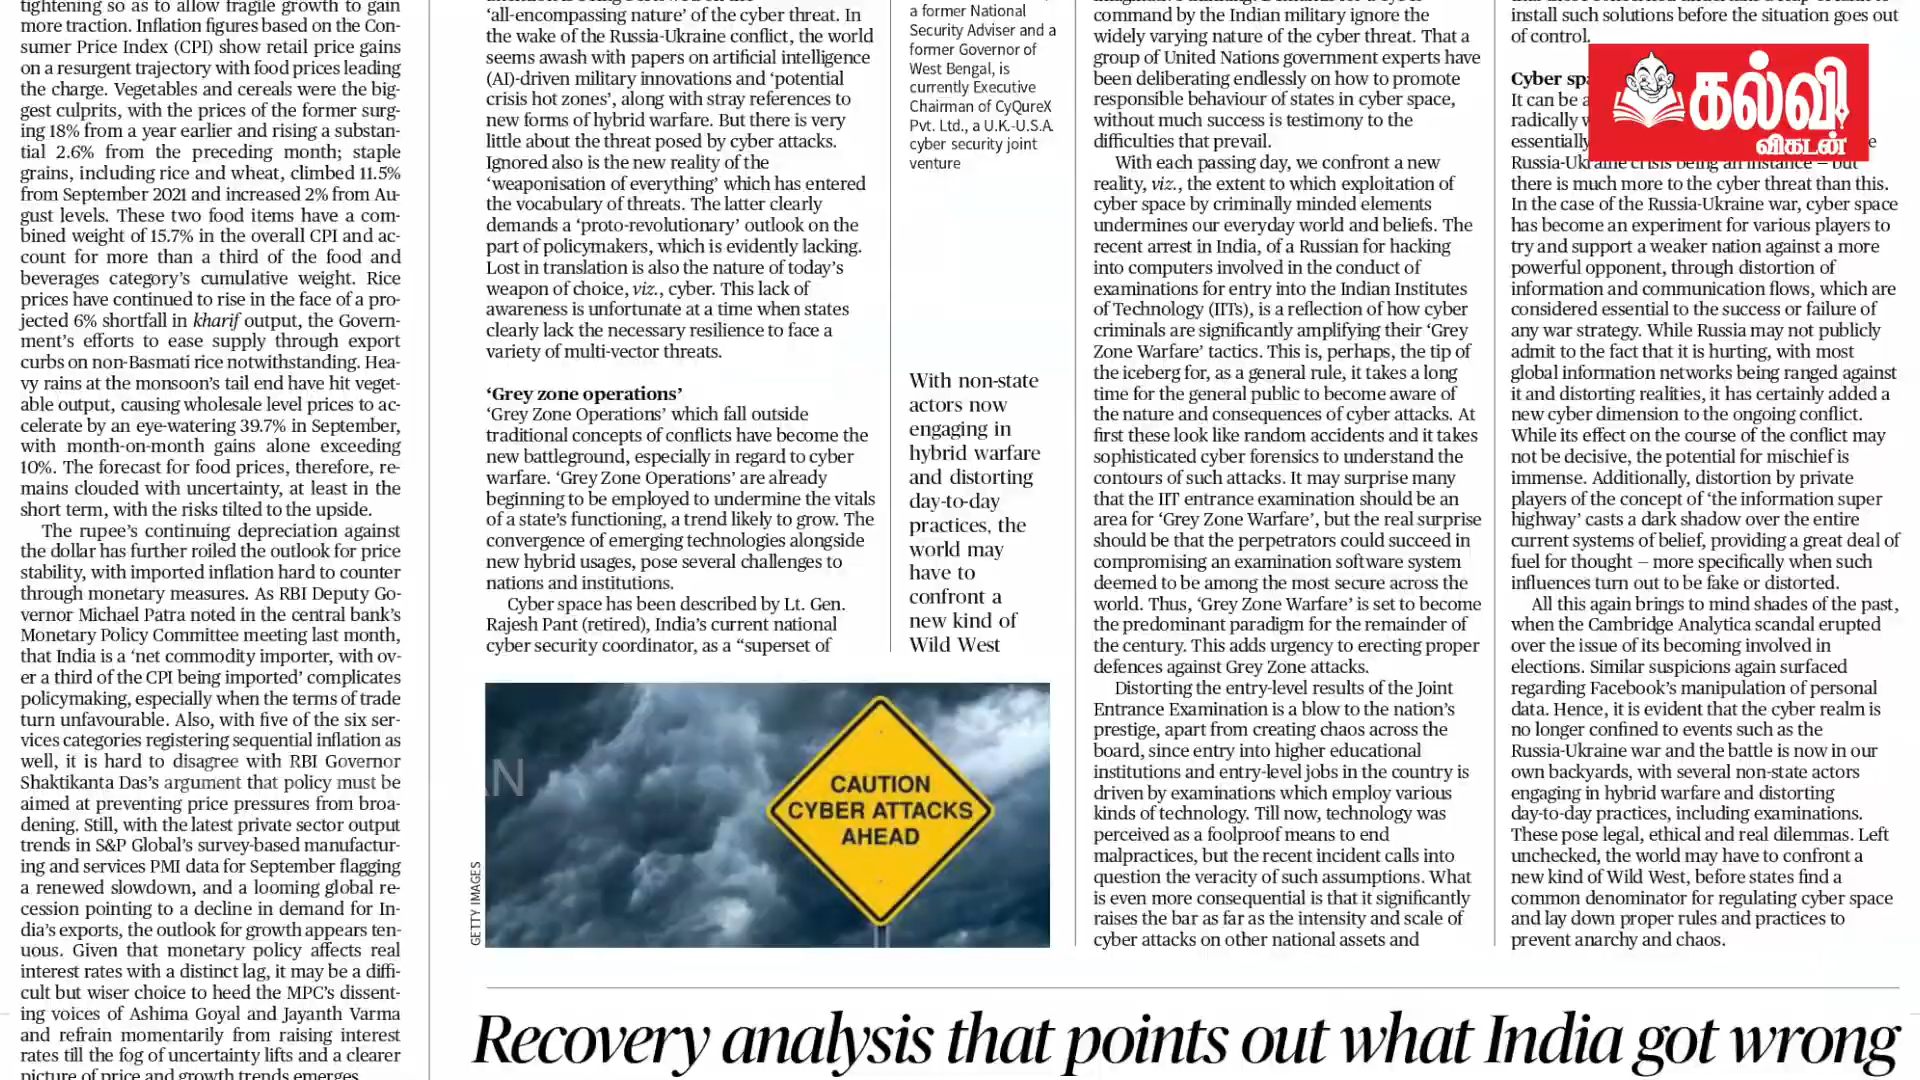 tightening so as to allow fragile growth to gain
more traction. Inflation figures based on the Con-
sumer Price Index (CPI) show retail price gains
on a resurgent trajectory with food prices leading
the charge. Vegetables and cereals were the big-
gest culprits, with the prices of the former surg-
ing 18% from a year earlier and rising a substan-
tial 2.6% from the preceding month; staple
grains, including rice and wheat, climbed 11.5%
from September 2021 and increased 2% from Au-
gust levels. These two food items have a com-
bined weight of 15.7% in the overall CPI and ac-
count for more than a third of the food and
beverages category's cumulative weight. Rice
prices have continued to rise in the face of a pro-
jected 6% shortfall in kharif output, the Govern-
ment's efforts to ease supply through export
curbs on non-Basmati rice notwithstanding. Hea-
vy rains at the monsoon's tail end have hit veget-
able output, causing wholesale level prices to ac-
celerate by an eye-watering 39.7% in September,
with month-on-month gains alone exceeding
10%. The forecast for food prices, therefore, re-
mains clouded with uncertainty, at least in the
short term, with the risks tilted to the upside.
The rupee's continuing depreciation against
the dollar has further roiled the outlook for price
stability, with imported inflation hard to counter
through monetary measures. As RBI Deputy Go-
vernor Michael Patra noted in the central bank's
Monetary Policy Committee meeting last month,
that India is a 'net commodity importer, with ov-
er a third of the CPI being imported' complicates
policymaking, especially when the terms of trade
turn unfavourable. Also, with five of the six ser-
vices categories registering sequential inflation as
well, it is hard to disagree with RBI Governor
Shaktikanta Das's argument that policy must be
aimed at preventing price pressures from broa-
dening. Still, with the latest private sector output
trends in S&P Global's survey-based manufactur-
ing and services PMI data for September flagging
a renewed slowdown, and a looming global re-
cession pointing to a decline in demand for In-
dia's exports, the outlook for growth appears ten-
uous. Given that monetary policy affects real
interest rates with a distinct lag, it may be a diffi-
cult but wiser choice to heed the MPC's dissent-
ing voices of Ashima Goyal and Jayanth Varma
and refrain momentarily from raising interest
rates till the fog of uncertainty lifts and a clearer
picture of price and growth trends emerges.
'all-encompassing nature' of the cyber threat. In
the wake of the Russia-Ukraine conflict, the world
seems awash with papers on artificial intelligence
(AI)-driven military innovations and 'potential
crisis hot zones', along with stray references to
new forms of hybrid warfare. But there is very
little about the threat posed by cyber attacks.
Ignored also is the new reality of the
'weaponisation of everything' which has entered
the vocabulary of threats. The latter clearly
demands a 'proto-revolutionary' outlook on the
part of policymakers, which is evidently lacking.
Lost in translation is also the nature of today's
weapon of choice, viz., cyber. This lack of
awareness is unfortunate at a time when states
clearly lack the necessary resilience to face a
variety of multi-vector threats.
'Grey zone operations'
'Grey Zone Operations' which fall outside
traditional concepts of conflicts have become the
new battleground, especially in regard to cyber
warfare. 'Grey Zone Operations' are already
beginning to be employed to undermine the vitals
of a state's functioning, a trend likely to grow. The
convergence of emerging technologies alongside
new hybrid usages, pose several challenges to
nations and institutions.
Cyber space has been described by Lt. Gen.
Rajesh Pant (retired), India's current national
cyber security coordinator, as a "superset of
a former National
Security Adviser and a
former Governor of
West Bengal, is
currently Executive
Chairman of CyQureX
Pvt. Ltd., a U.K.-U.S.A.
cyber security joint
venture
With non-state
actors now
engaging in
hybrid warfare
and distorting
day-to-day
practices, the
world may
have to
confront a
new kind of
Wild West
CAUTION
CYBER ATTACKS
AHEAD
GETTY IMAGES
command by the Indian military ignore the
widely varying nature of the cyber threat. That a
group of United Nations government experts have
been deliberating endlessly on how to promote
responsible behaviour of states in cyber space,
without much success is testimony to the
difficulties that prevail.
With each passing day, we confront a new
reality, viz., the extent to which exploitation of
cyber space by criminally minded elements
undermines our everyday world and beliefs. The
recent arrest in India, of a Russian for hacking
into computers involved in the conduct of
examinations for entry into the Indian Institutes
of Technology (IITs), is a reflection of how cyber
criminals are significantly amplifying their 'Grey
Zone Warfare' tactics. This is, perhaps, the tip of
the iceberg for, as a general rule, it takes a long
time for the general public to become aware of
the nature and consequences of cyber attacks. At
first these look like random accidents and it takes
sophisticated cyber forensics to understand the
contours of such attacks. It may surprise many
that the IIT entrance examination should be an
area for 'Grey Zone Warfare', but the real surprise
should be that the perpetrators could succeed in
compromising an examination software system
deemed to be among the most secure across the
world. Thus, 'Grey Zone Warfare' is set to become
the predominant paradigm for the remainder of
the century. This adds urgency to erecting proper
defences against Grey Zone attacks.
Distorting the entry-level results of the Joint
Entrance Examination is a blow to the nation's
prestige, apart from creating chaos across the
board, since entry into higher educational
institutions and entry-level jobs in the country is
driven by examinations which employ various
kinds of technology. Till now, technology was
perceived as a foolproof means to end
malpractices, but the recent incident calls into
question the veracity of such assumptions. What
is even more consequential is that it significantly
raises the bar as far as the intensity and scale of
cyber attacks on other national assets and
install such solutions before the situation goes out
of control.
Cyber
It can be
radically
essentially
Russia-Ukraine crisis being an instance – but
there is much more to the cyber threat than this.
In the case of the Russia-Ukraine war, cyber space
has become an experiment for various players to
try and support a weaker nation against a more
powerful opponent, through distortion of
information and communication flows, which are
considered essential to the success or failure of
any war strategy. While Russia may not publicly
admit to the fact that it is hurting, with most
global information networks being ranged against
it and distorting realities, it has certainly added a
new cyber dimension to the ongoing conflict.
While its effect on the course of the conflict may
not be decisive, the potential for mischief is
immense. Additionally, distortion by private
players of the concept of 'the information super
highway' casts a dark shadow over the entire
current systems of belief, providing a great deal of
fuel for thought – more specifically when such
influences turn out to be fake or distorted.
All this again brings to mind shades of the past,
when the Cambridge Analytica scandal erupted
over the issue of its becoming involved in
elections. Similar suspicions again surfaced
regarding Facebook's manipulation of personal
data. Hence, it is evident that the cyber realm is
no longer confined to events such as the
Russia-Ukraine war and the battle is now in our
own backyards, with several non-state actors
engaging in hybrid warfare and distorting
day-to-day practices, including examinations.
These pose legal, ethical and real dilemmas. Left
unchecked, the world may have to confront a
new kind of Wild West, before states find a
common denominator for regulating cyber space
and lay down proper rules and practices to
prevent anarchy and chaos.
கல்வி
விகடன்
Recovery analysis that points out what India got wrong